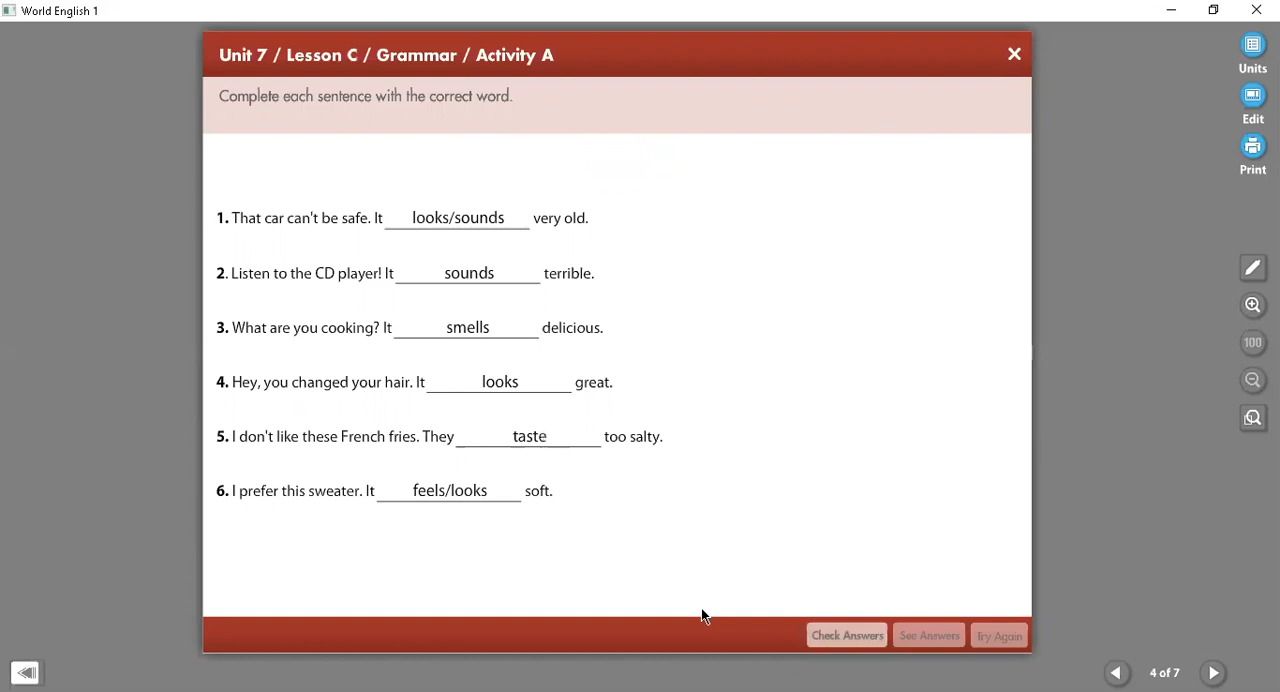 World English 1
Unit 7 / Lesson C / Grammar / Activity A
Complete each sentence with the correct word.
Units
Edit
Print
1. That car can't be safe. It looks/sounds very old.
2. Listen to the CD player! It sounds terrible.
3. What are you cooking? It smells delicious.
4. Hey, you changed your hair. It looks great.
5. I don't like these French fries. They taste too salty.
6. I prefer this sweater. It feels/looks soft.
100
Check Answers See Answers Try Again
4 of 7